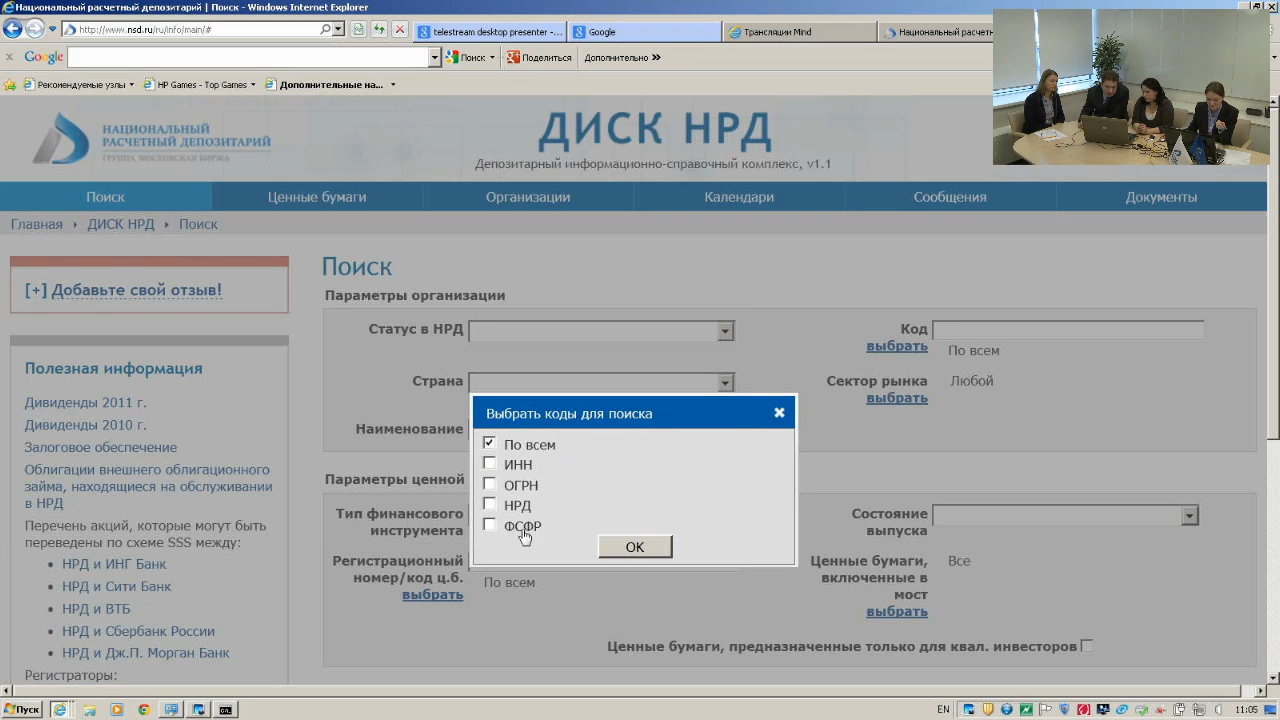 Национальный расчетный депозитарий | Поиск - Windows Internet Explorer
http://www.nsd.ru/ru/info/main/#
telestream desktop presenter -...
Google
Трансляции Mind
Национальный расчетн
Google
Поиск
Поделиться
Дополнительно »
Рекомендуемые узлы
HP Games - Top Games
Дополнительные на...
НАЦИОНАЛЬНЫЙ
РАСЧЕТНЫЙ ДЕПОЗИТАРИЙ
ГРУППА МОСКОВСКАЯ БИРЖА
ДИСК НРД
Депозитарный информационно-справочный комплекс, v1.1
Поиск
Ценные бумаги
Организации
Календари
Сообщения
Документы
Главная
ДИСК НРД
Поиск
[+] Добавьте свой отзыв!
Полезная информация
Дивиденды 2011 г.
Дивиденды 2010 г.
Залоговое обеспечение
Облигации внешнего облигационного
займа, находящиеся на обслуживании
в НРД
Перечень акций, которые могут быть
переведены по схеме SSS между:
НРД и ИНГ Банк
НРД и Сити Банк
НРД и ВТБ
НРД и Сбербанк России
НРД и Дж.П. Морган Банк
Регистраторы:
Поиск
Параметры организации
Статус в НРД
Код
выбрать
По всем
Страна
Сектор рынка
Любой
выбрать
Наименование
Выбрать коды для поиска
По всем
ИНН
ОГРН
НРД
ФСФР
OK
Параметры ценной
Тип финансового
инструмента
Состояние
выпуска
Регистрационный
номер/код ц.б.
выбрать
По всем
Ценные бумаги,
включенные в
мост
Все
выбрать
Ценные бумаги, предназначенные только для квал. инвесторов
Пуск
EN
11:05